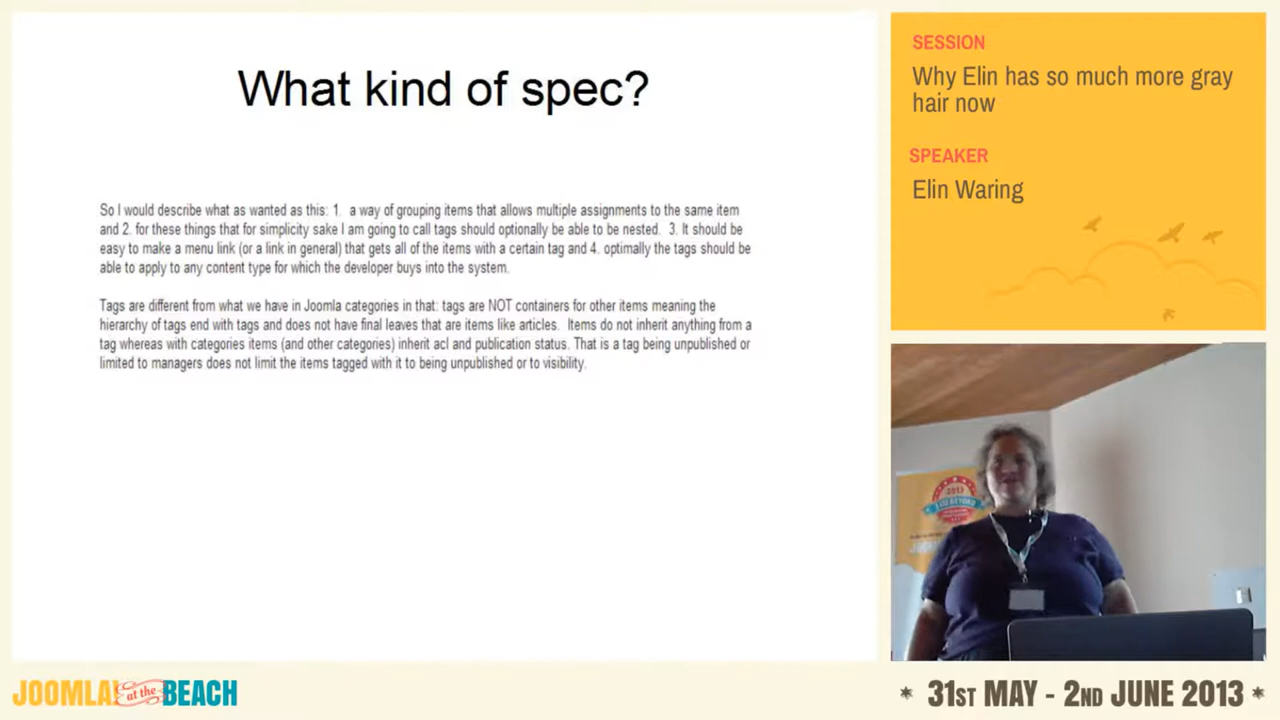 What kind of spec?
So I would describe what as wanted as this: 1. a way of grouping items that allows multiple assignments to the same item
and 2. for these things that for simplicity sake I am going to call tags should optionally be able to be nested. 3. It should be
easy to make a menu link (or a link in general) that gets all of the items with a certain tag and 4. optimally the tags should be
able to apply to any content type for which the developer buys into the system.
Tags are different from what we have in Joomla categories in that: tags are NOT containers for other items meaning the
hierarchy of tags end with tags and does not have final leaves that are items like articles. Items do not inherit anything from a
tag whereas with categories items (and other categories) inherit acl and publication status. That is a tag being unpublished or
limited to managers does not limit the items tagged with it to being unpublished or to visibility.
SESSION
Why Elin has so much more gray
hair now
SPEAKER
Elin Waring
2013
JOOMLA! at the BEACH
* 31ST MAY - 2ND JUNE 2013 *